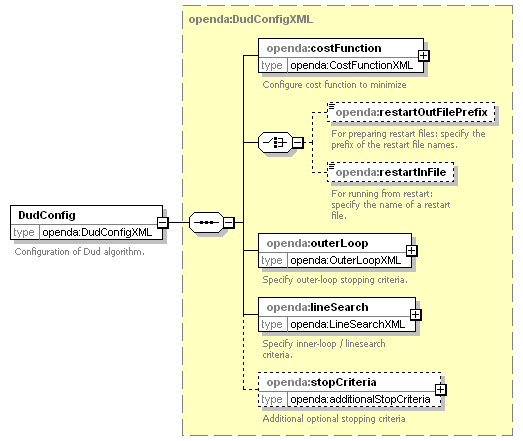 openda:DudConfigXML
openda:costFunction
type openda:CostFunctionXML
Configure cost function to minimize
openda:restartOutFilePrefix
For preparing restart files: specify the
prefix of the restart file names.
openda:restartInFile
For running from restart:
specify the name of a restart
file.
DudConfig
type openda:DudConfigXML
Configuration of Dud algorithm.
openda:outerLoop
type openda:OuterLoopXML
Specify outer-loop stopping criteria.
openda:lineSearch
type openda:LineSearchXML
Specify inner-loop / linesearch
criteria.
openda:stopCriteria
type openda:additionalStopCriteria
Additional optional stopping criteria